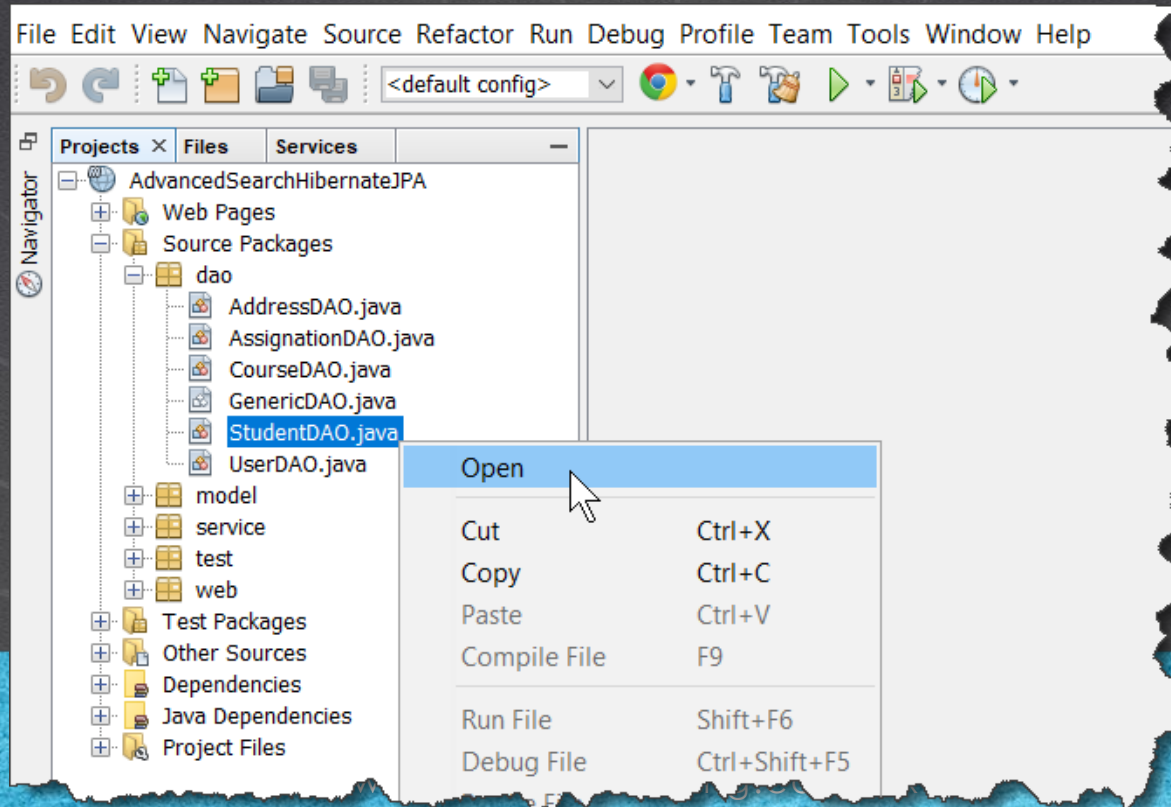 File Edit View Navigate Source Refactor Run Debug Profile Team Tools Window Help
<default config>
Projects Files Services
Navigator
AdvancedSearchHibernateJPA
Web Pages
Source Packages
dao
AddressDAO.java
AssignationDAO.java
CourseDAO.java
GenericDAO.java
StudentDAO.java
UserDAO.java
model
service
test
web
Test Packages
Other Sources
Dependencies
Java Dependencies
Project Files
Open
Cut Ctrl+X
Copy Ctrl+C
Paste Ctrl+V
Compile File F9
Run File Shift+F6
Debug File Ctrl+Shift+F5